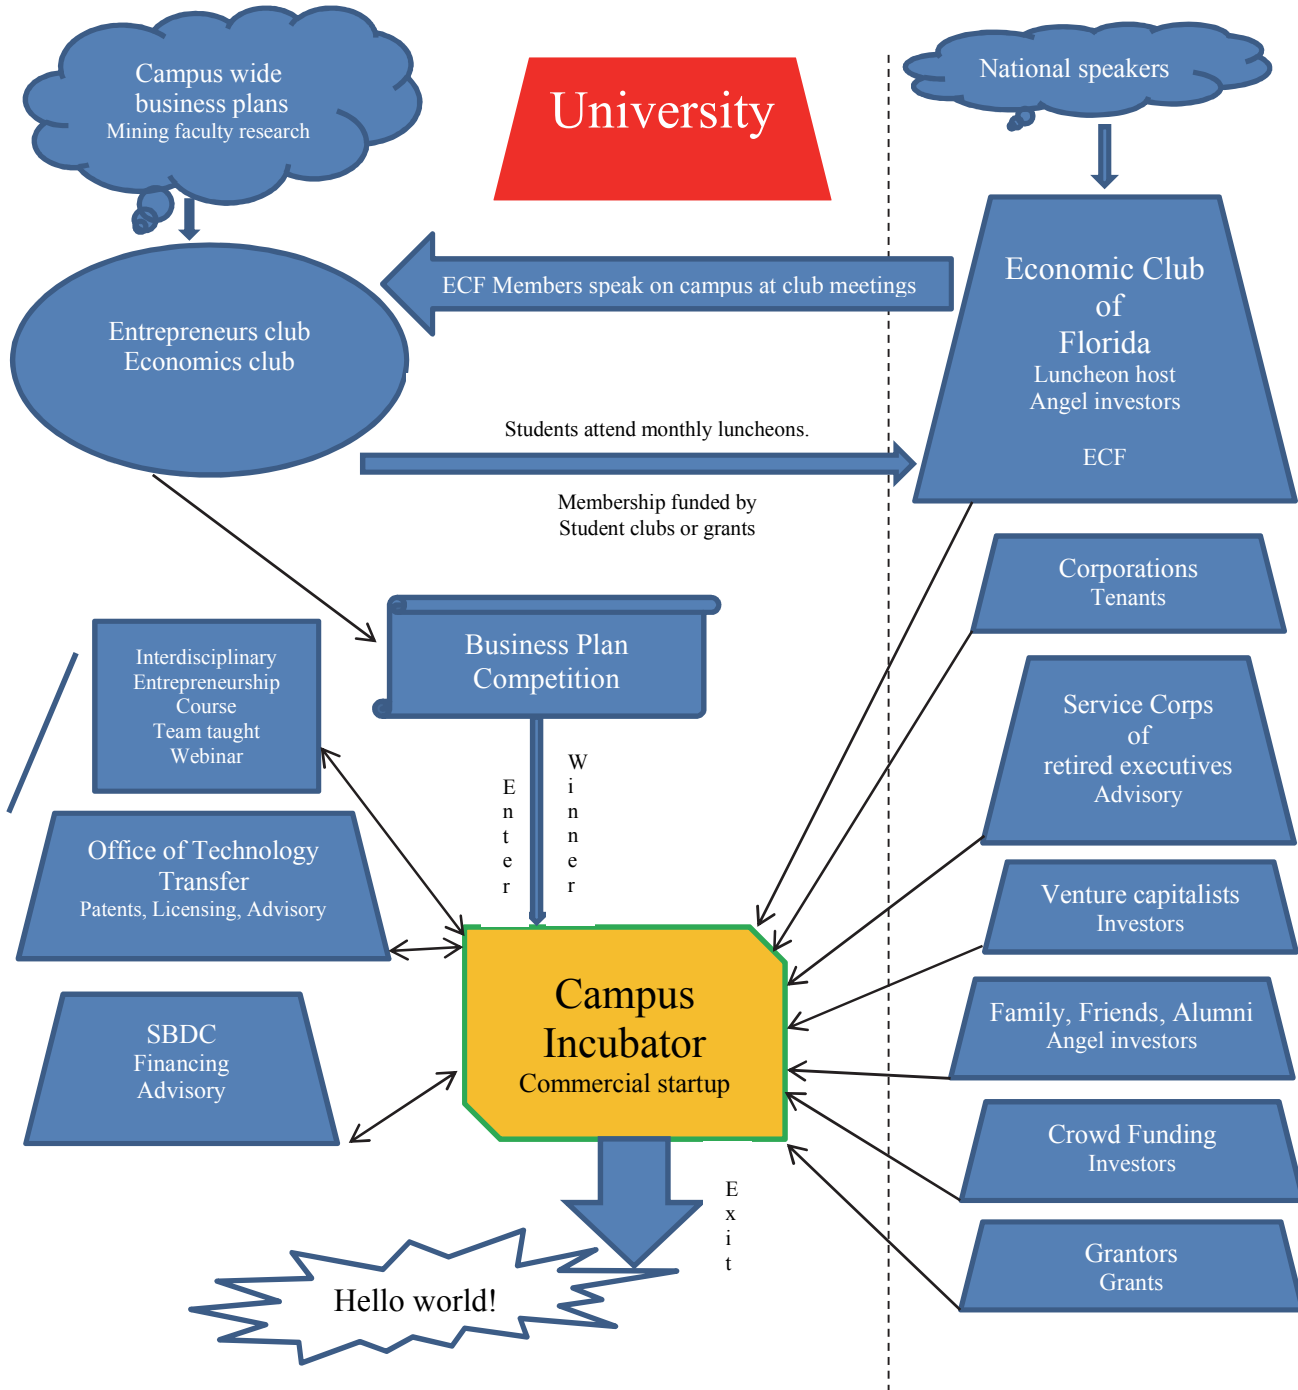 Campus wide
business plans
Mining faculty research
University
National speakers
ECF Members speak on campus at club meetings
Economic Club
of
Florida
Luncheon host
Angel investors
ECF
Entrepreneurs club
Economics club
Students attend monthly luncheons.
Membership funded by
Student clubs or grants
Corporations
Tenants
Business Plan
Competition
Interdisciplinary
Entrepreneurship
Course
Team taught
Webinar
Service Corps
of
retired executives
Advisory
Enter
Winner
Office of Technology
Transfer
Patents, Licensing, Advisory
Venture capitalists
Investors
Campus
Incubator
Commercial startup
SBDC
Financing
Advisory
Family, Friends, Alumni
Angel investors
Crowd Funding
Investors
Exit
Grantors
Grants
Hello world!